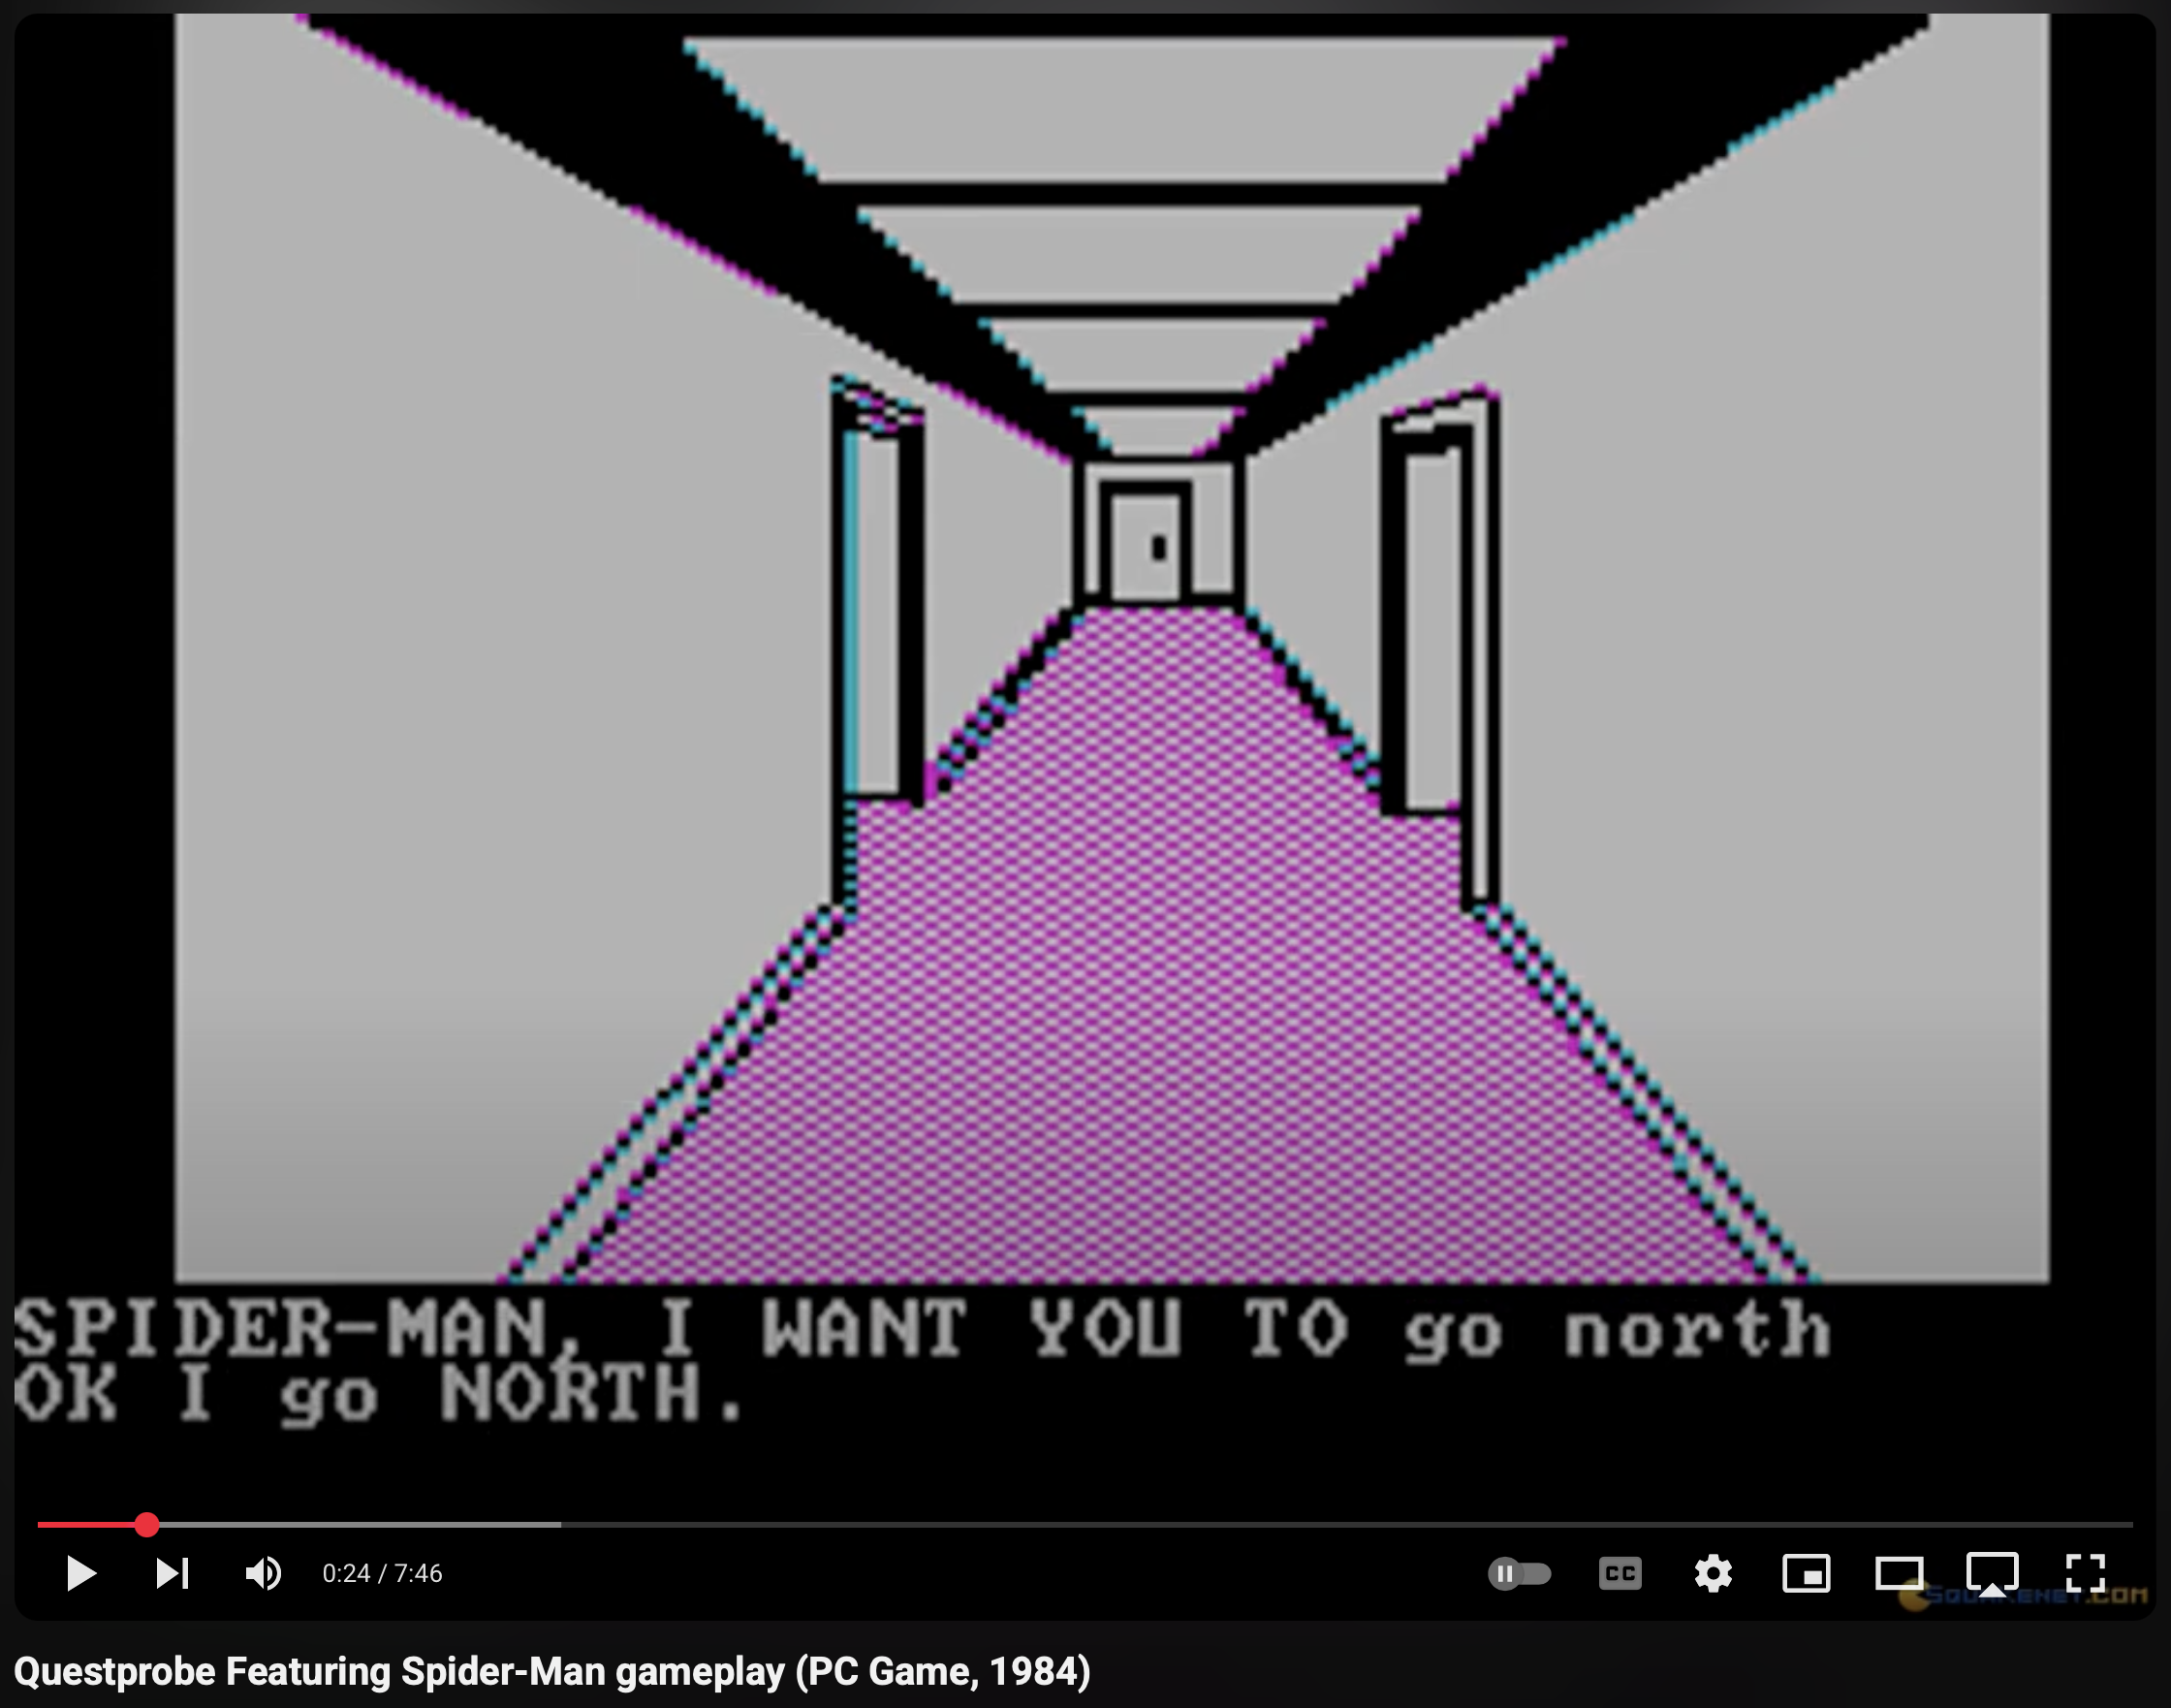 SPIDER-MAN, I WANT YOU TO go north
OK I go NORTH.
0:24 / 7:46
CC
SQUAKENET.COM
Questprobe Featuring Spider-Man gameplay (PC Game, 1984)